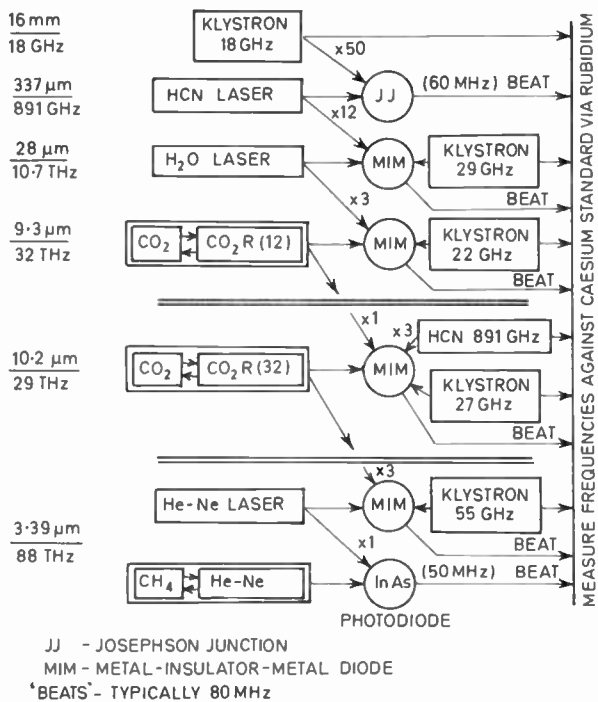 16 mm
18 GHz
KLYSTRON
18 GHz
x50
337 µm
891 GHz
HCN LASER
JJ
(60 MHz) BEAT
x12
28 µm
10·7 THz
H₂O LASER
MIM
KLYSTRON
29 GHz
BEAT
x3
9·3 µm
32 THz
CO₂
CO₂R (12)
MIM
KLYSTRON
22 GHz
BEAT
x1
x3
HCN 891 GHz
10·2 µm
29 THz
CO₂
CO₂R (32)
MIM
KLYSTRON
27 GHz
BEAT
x3
He-Ne LASER
MIM
KLYSTRON
55 GHz
BEAT
3·39 µm
88 THz
x1
CH₄
He-Ne
InAs
(50 MHz) BEAT
PHOTODIODE
MEASURE FREQUENCIES AGAINST CAESIUM STANDARD VIA RUBIDIUM
JJ - JOSEPHSON JUNCTION
MIM - METAL-INSULATOR-METAL DIODE
'BEATS' - TYPICALLY 80 MHz